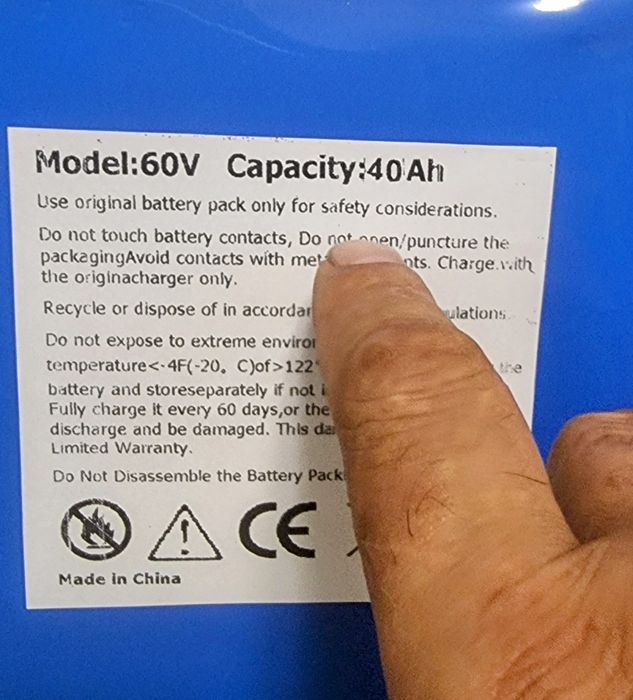 Model:60V Capacity:40Ah
Use original battery pack only for safety considerations.
Do not touch battery contacts, Do not open/puncture the
packagingAvoid contacts with met nts. Charge.with
the originacharger only.
Recycle or dispose of in accordar ulations.
Do not expose to extreme enviror
temperature<-4F(-20。C)of>122° the
battery and storeseparately if not i
Fully charge it every 60 days,or the
discharge and be damaged. This da
Limited Warranty.
Do Not Disassemble the Battery Pack
CE
Made in China